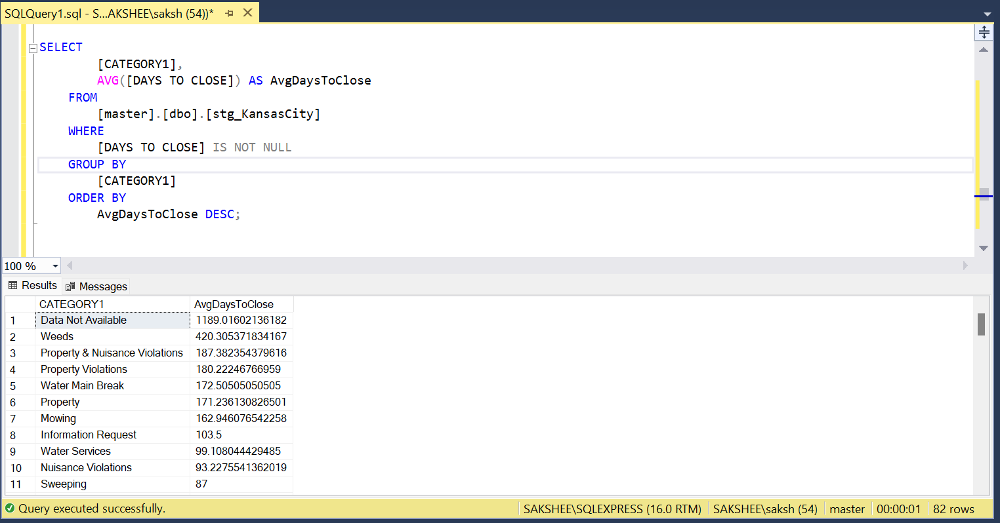 SQLQuery1.sql - S...AKSHEE\saksh (54))*
SELECT
[CATEGORY1],
AVG([DAYS TO CLOSE]) AS AvgDaysToClose
FROM
[master].[dbo].[stg_KansasCity]
WHERE
[DAYS TO CLOSE] IS NOT NULL
GROUP BY
[CATEGORY1]
ORDER BY
AvgDaysToClose DESC;
100 %
Results Messages
CATEGORY1 AvgDaysToClose
1 Data Not Available 1189.01602136182
2 Weeds 420.305371834167
3 Property & Nuisance Violations 187.382354379616
4 Property Violations 180.22246766959
5 Water Main Break 172.50505050505
6 Property 171.236130826501
7 Mowing 162.946076542258
8 Information Request 103.5
9 Water Services 99.108044429485
10 Nuisance Violations 93.2275541362019
11 Sweeping 87
Query executed successfully. SAKSHEE\SQLEXPRESS (16.0 RTM) SAKSHEE\saksh (54) master 00:00:01 82 rows